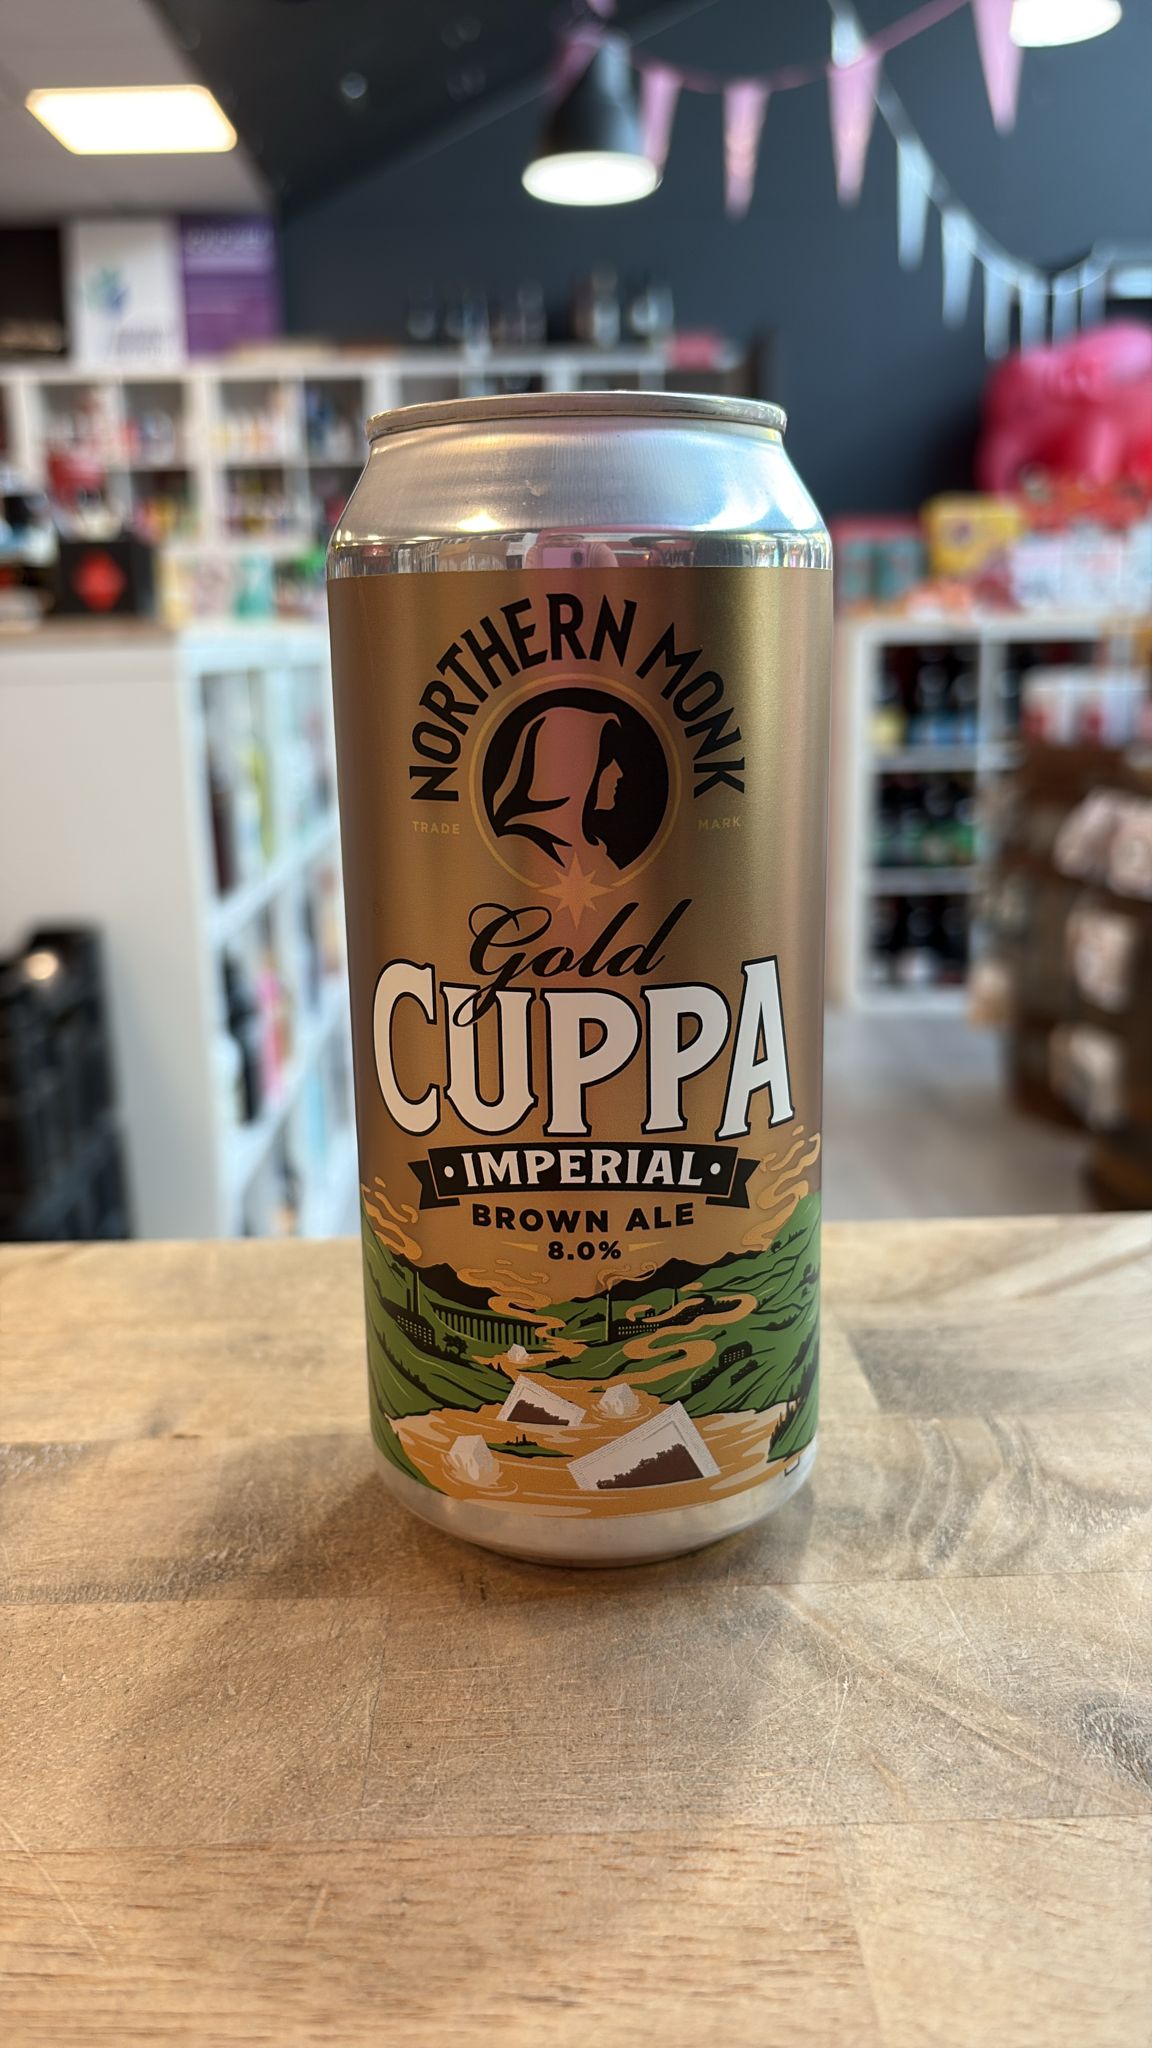 NORTHERN MONK
TRADE MARK
Gold
CUPPA
· IMPERIAL ·
BROWN ALE
8.0%